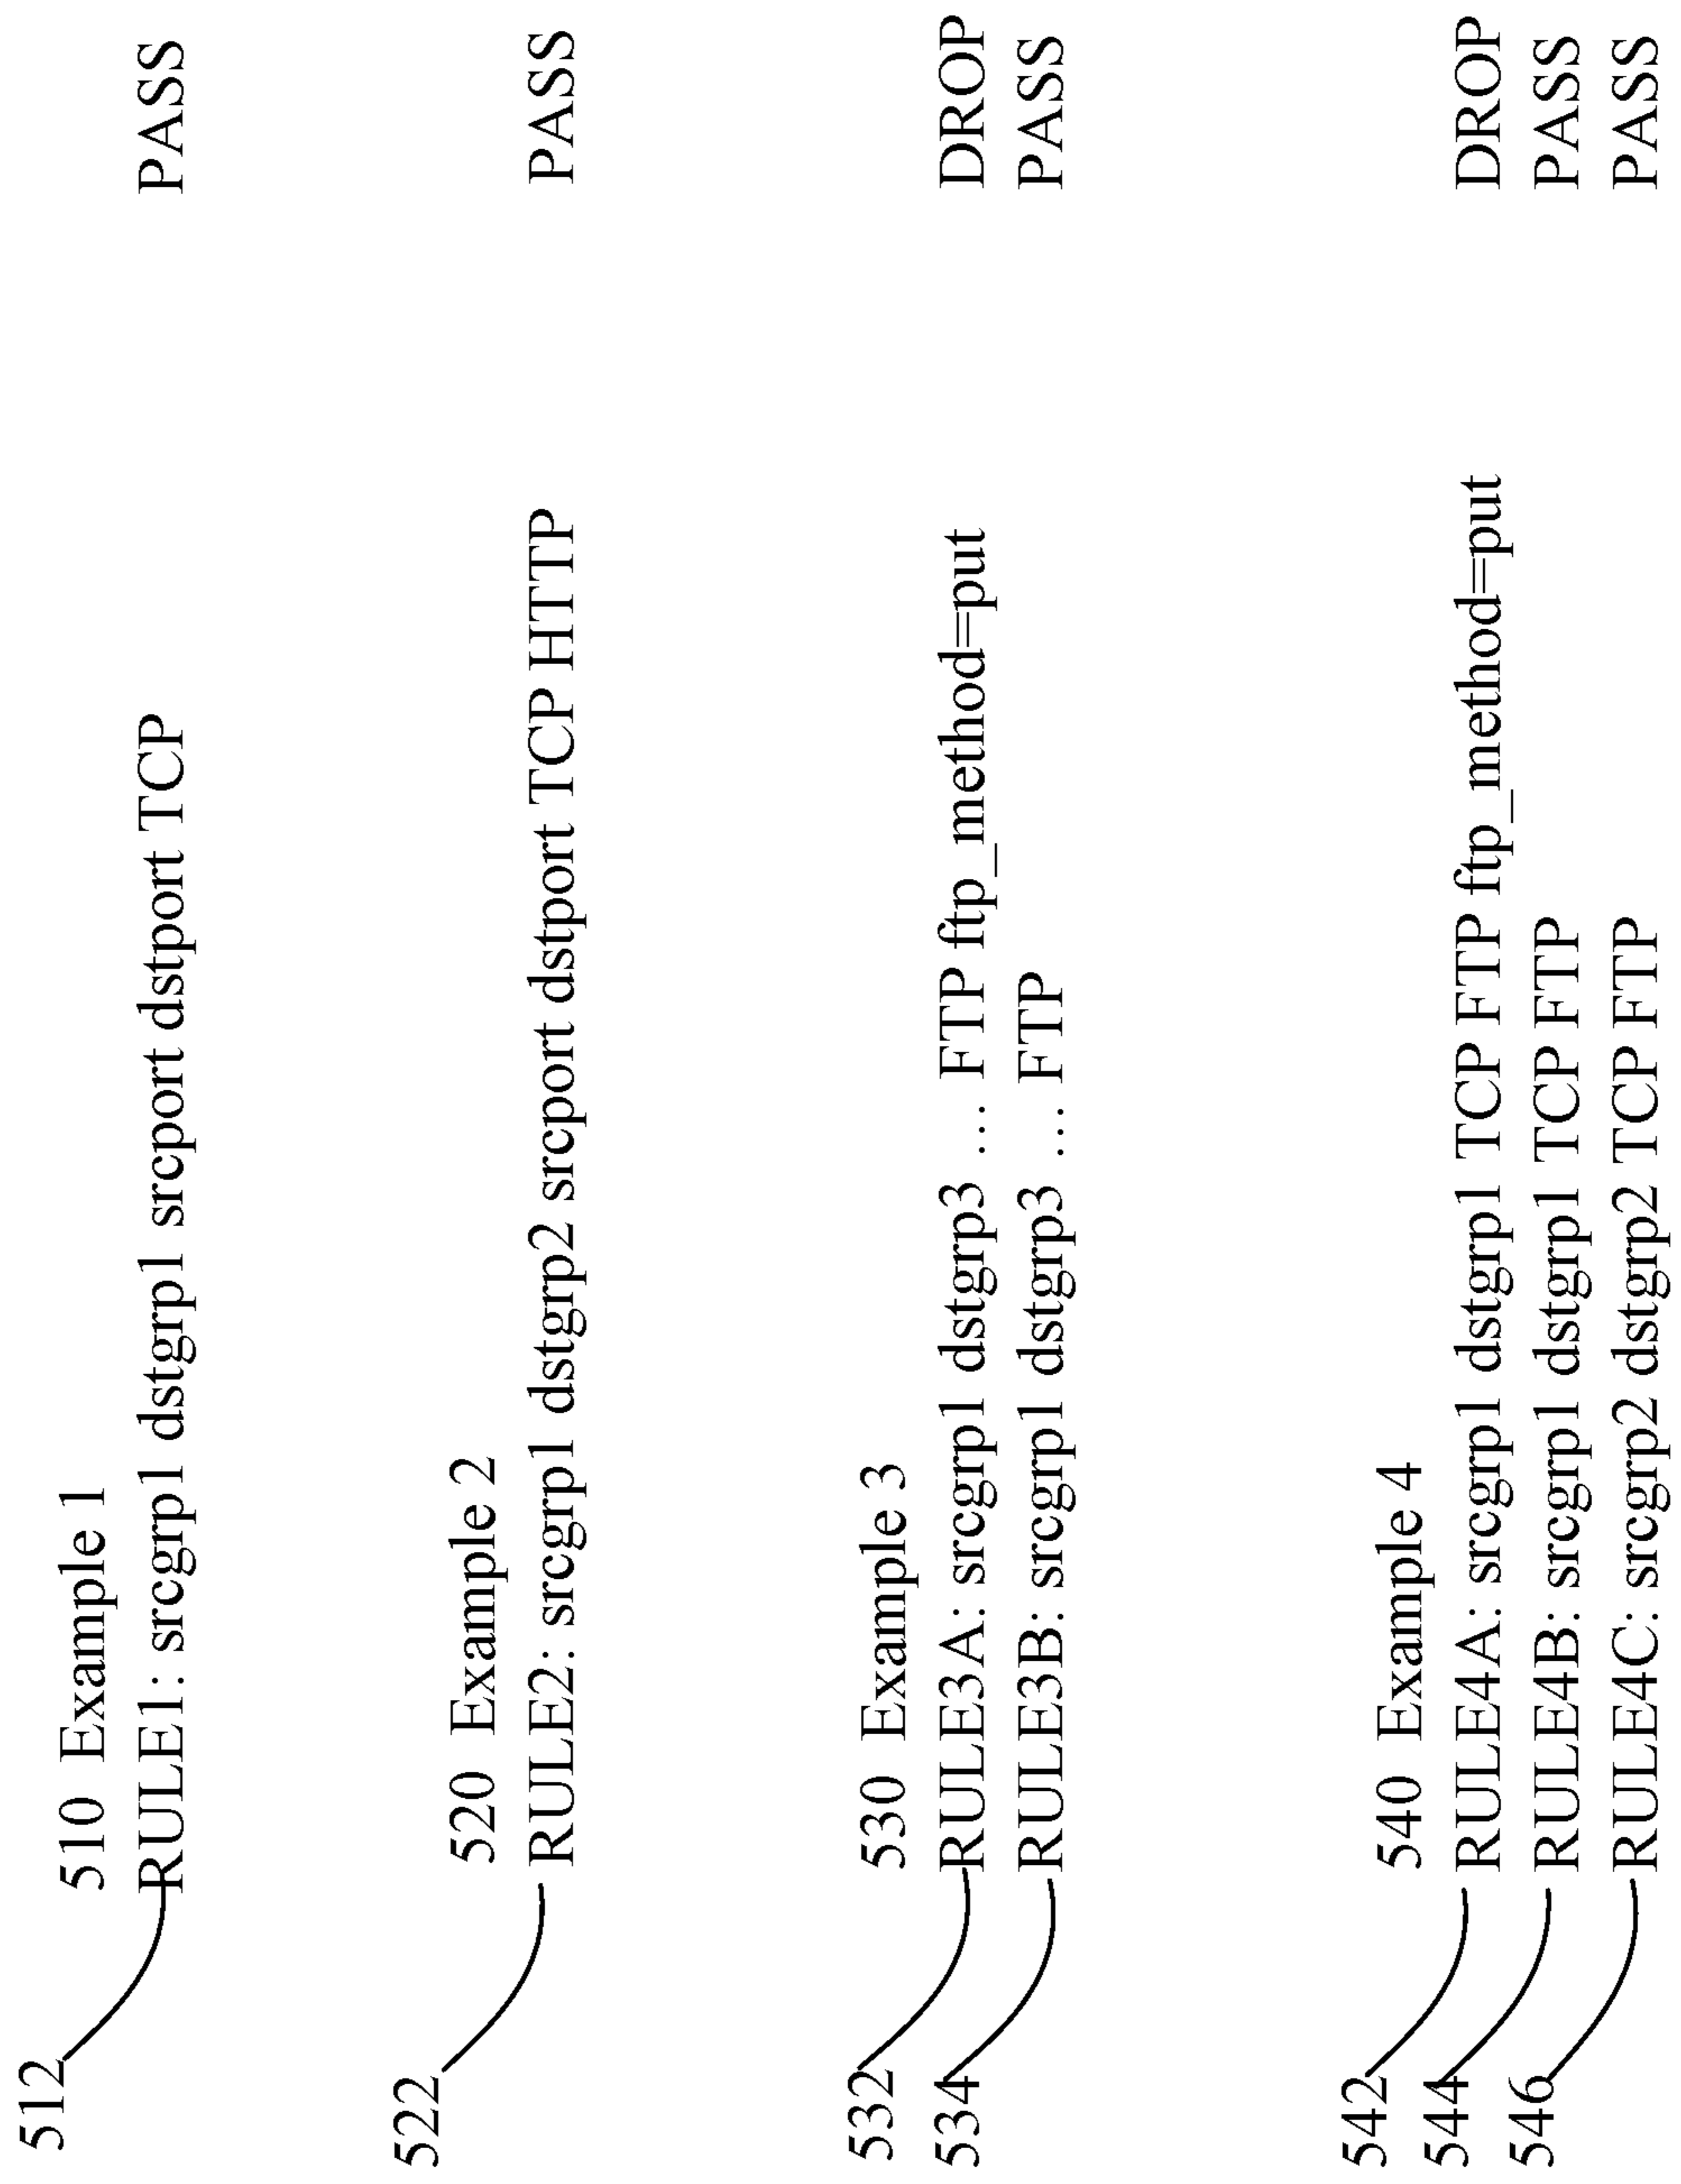 512
510 Example 1
RULE1: srcgrp1 dstgrp1 srcport dstport TCP PASS
522
520 Example 2
RULE2: srcgrp1 dstgrp2 srcport dstport TCP HTTP PASS
532
530 Example 3
RULE3A: srcgrp1 dstgrp3 … FTP ftp_method=put DROP
534
RULE3B: srcgrp1 dstgrp3 … FTP PASS
542
540 Example 4
RULE4A: srcgrp1 dstgrp1 TCP FTP ftp_method=put DROP
544
RULE4B: srcgrp1 dstgrp1 TCP FTP PASS
546
RULE4C: srcgrp2 dstgrp2 TCP FTP PASS